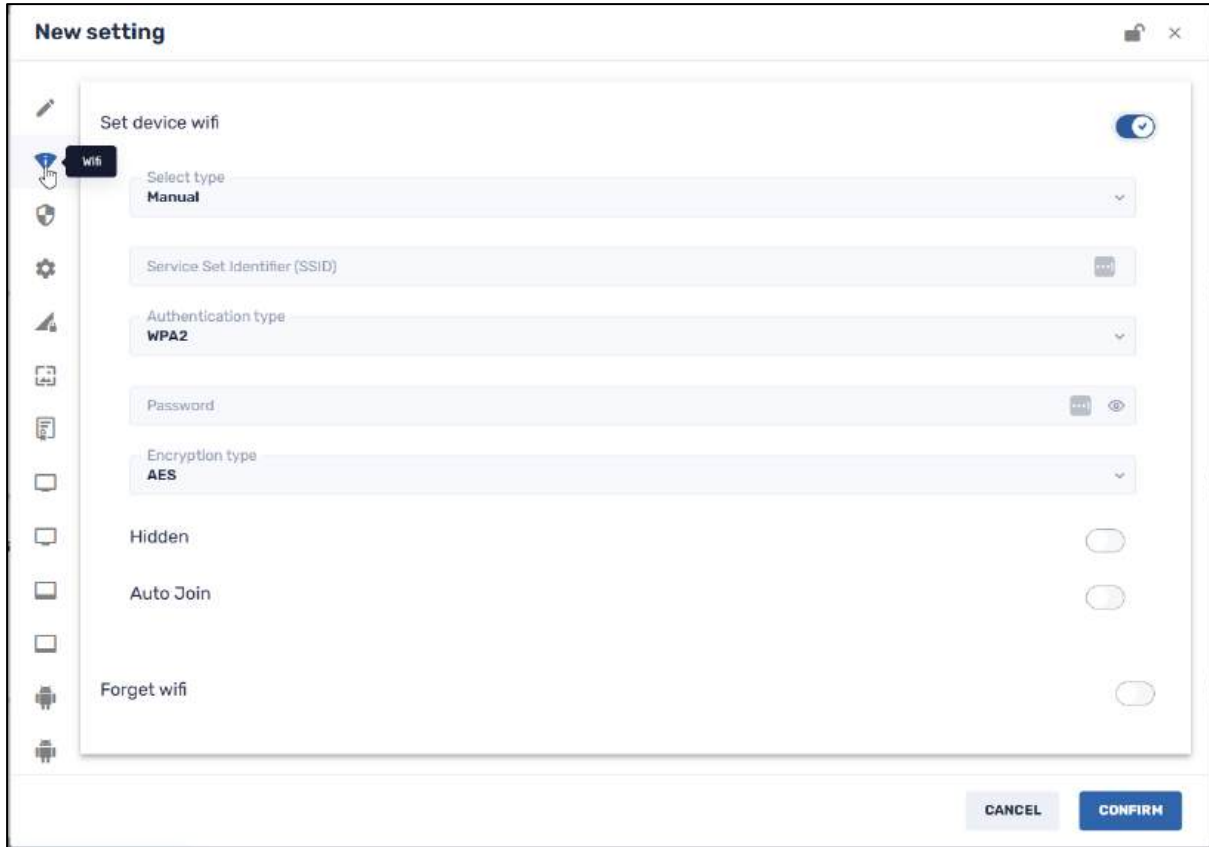 New setting
Set device wifi
Wifi
Select type
Manual
Service Set Identifier (SSID)
Authentication type
WPA2
Password
Encryption type
AES
Hidden
Auto Join
Forget wifi
CANCEL
CONFIRM